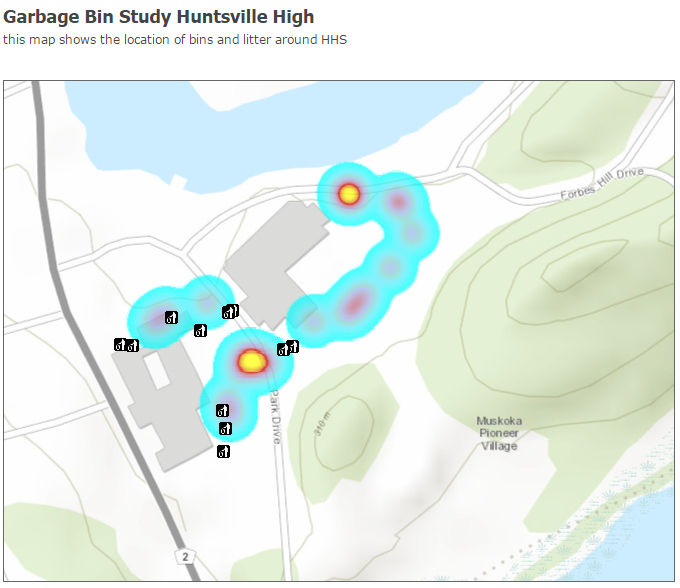 Garbage Bin Study Huntsville High
this map shows the location of bins and litter around HHS
Forbes Hill Drive
Park Drive
310 m
Muskoka
Pioneer
Village
2